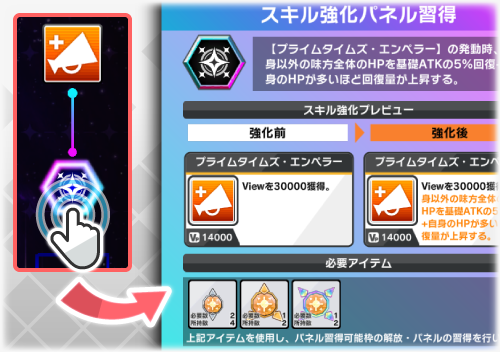 スキル強化パネル習得
【プライムタイムズ・エンペラー】の発動時、
身以外の味方全体のHPを基礎ATKの5%回復
身のHPが多いほど回復量が上昇する。
スキル強化プレビュー
強化前
強化後
プライムタイムズ・エンペラー
Viewを30000獲得。
14000
プライムタイムズ・エンペ
Viewを30000
身以外の味方
HPを基礎ATKの5
+自身のHPが多い
復量が上昇する。
14000
必要アイテム
必要数 2
所持数 4
必要数 1
所持数 2
必要数 1
所持数 2
上記アイテムを使用し、パネル習得可能枠の解放・パネルの習得を行い